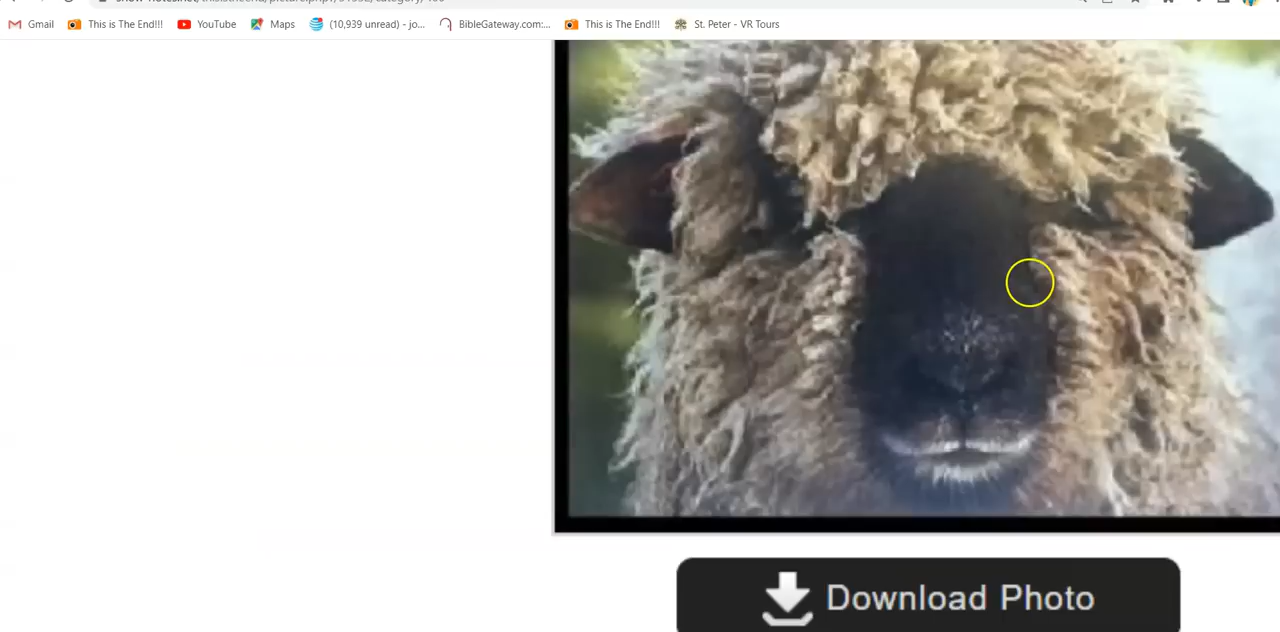 Gmail This is The End!!! YouTube Maps (10,939 unread) - jo... BibleGateway.com:... This is The End!!! St. Peter - VR Tours
Download Photo